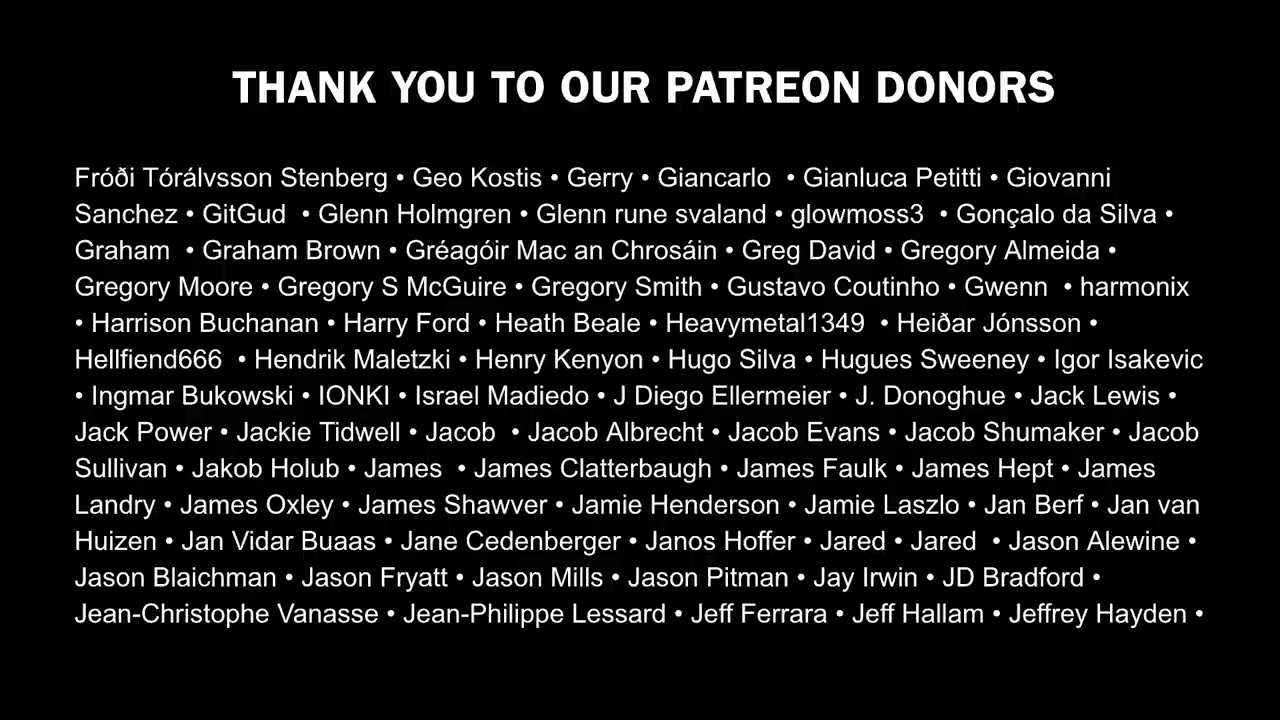 THANK YOU TO OUR PATREON DONORS
Fróði Tórálvsson Stenberg • Geo Kostis • Gerry • Giancarlo • Gianluca Petitti • Giovanni
Sanchez • GitGud • Glenn Holmgren • Glenn rune svaland • glowmoss3 • Gonçalo da Silva •
Graham • Graham Brown • Gréagóir Mac an Chrosáin • Greg David • Gregory Almeida •
Gregory Moore • Gregory S McGuire • Gregory Smith • Gustavo Coutinho • Gwenn • harmonix
• Harrison Buchanan • Harry Ford • Heath Beale • Heavymetal1349 • Heiðar Jónsson •
Hellfiend666 • Hendrik Maletzki • Henry Kenyon • Hugo Silva • Hugues Sweeney • Igor Isakevic
• Ingmar Bukowski • IONKI • Israel Madiedo • J Diego Ellermeier • J. Donoghue • Jack Lewis •
Jack Power • Jackie Tidwell • Jacob • Jacob Albrecht • Jacob Evans • Jacob Shumaker • Jacob
Sullivan • Jakob Holub • James • James Clatterbaugh • James Faulk • James Hept • James
Landry • James Oxley • James Shawver • Jamie Henderson • Jamie Laszlo • Jan Berf • Jan van
Huizen • Jan Vidar Buaas • Jane Cedenberger • Janos Hoffer • Jared • Jared • Jason Alewine •
Jason Blaichman • Jason Fryatt • Jason Mills • Jason Pitman • Jay Irwin • JD Bradford •
Jean-Christophe Vanasse • Jean-Philippe Lessard • Jeff Ferrara • Jeff Hallam • Jeffrey Hayden •